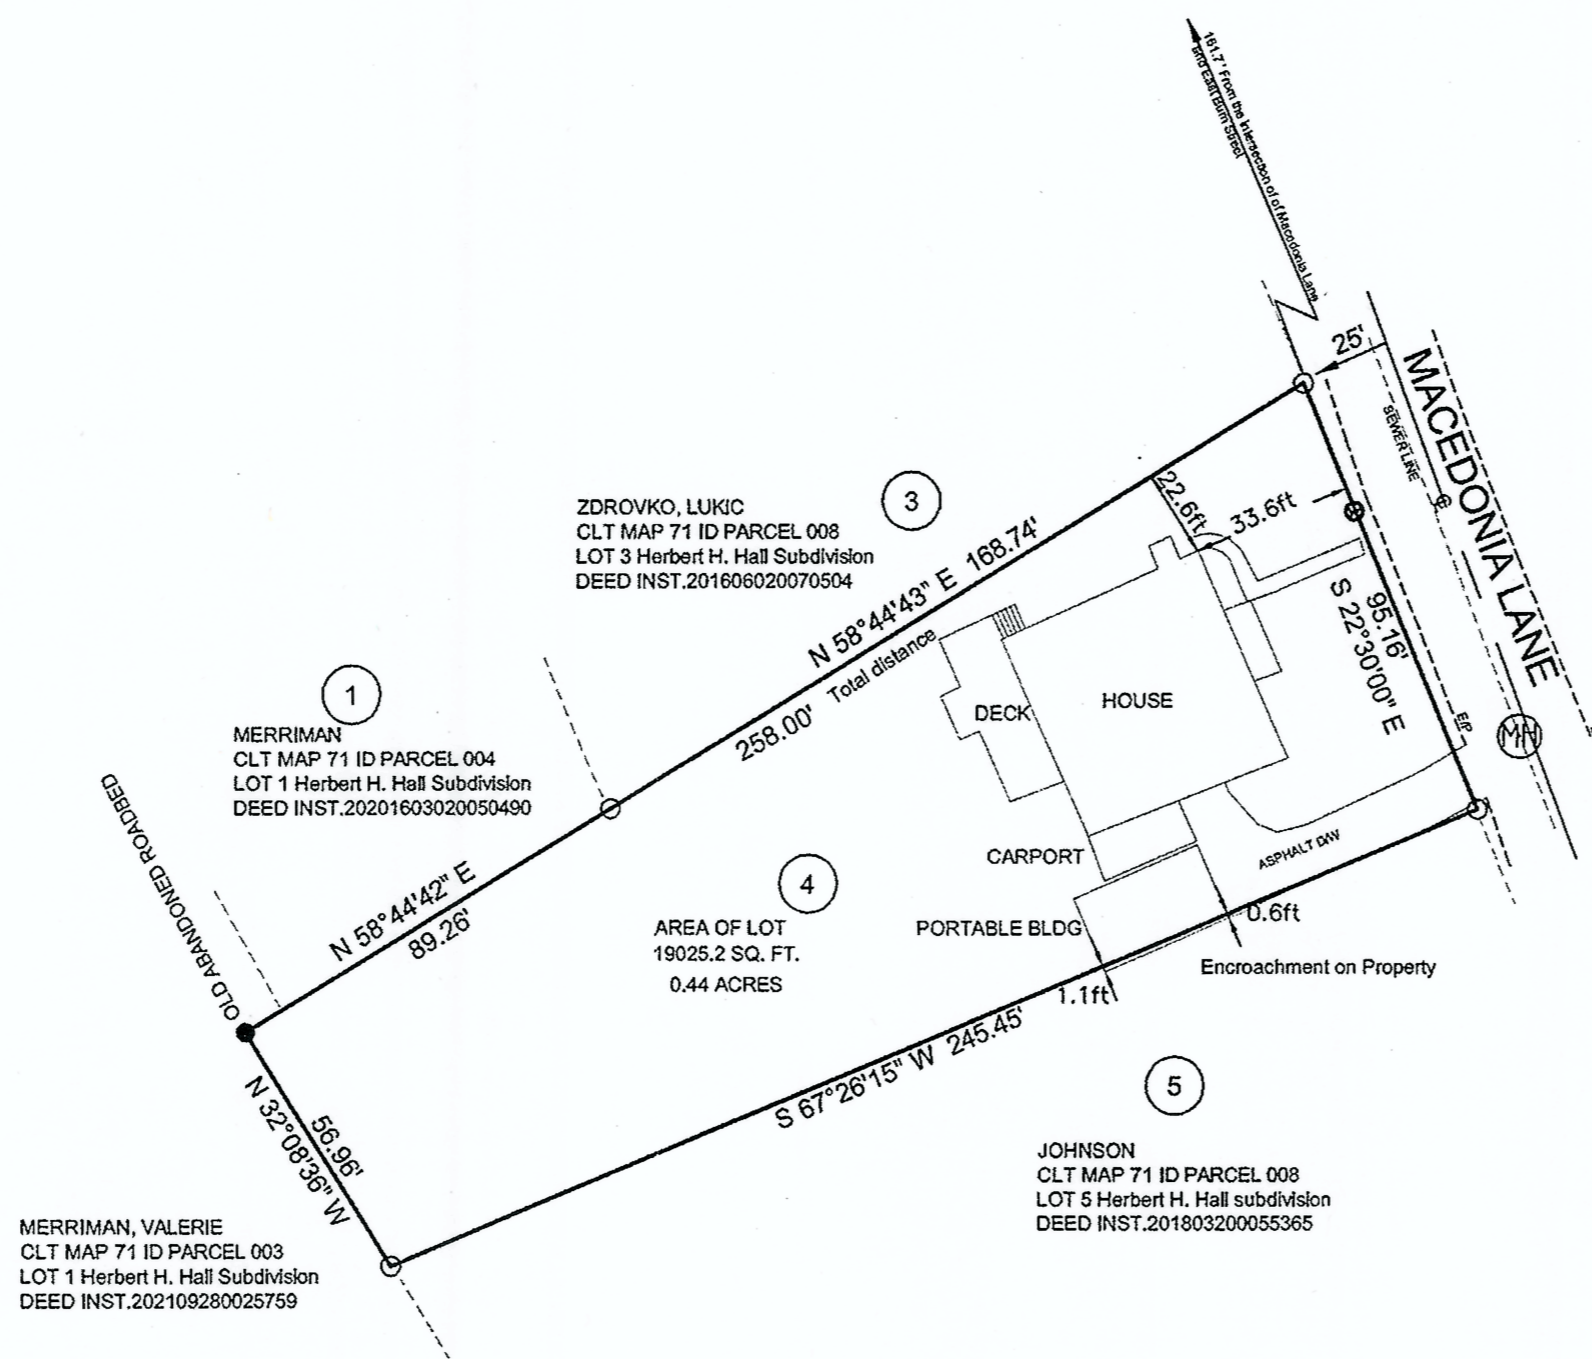 161.7' From the intersection of of Macodonia Lane
and East Burn Street
25'
MACEDONIA LANE
SEWER LINE
3
ZDROVKO, LUKIC
CLT MAP 71 ID PARCEL 008
LOT 3 Herbert H. Hall Subdivision
DEED INST.201606020070504
22.6ft
33.6ft
N 58°44'43" E 168.74'
258.00' Total distance
95.16'
S 22°30'00" E
1
MERRIMAN
CLT MAP 71 ID PARCEL 004
LOT 1 Herbert H. Hall Subdivision
DEED INST.20201603020050490
DECK
HOUSE
E/P
MH
OLD ABANDONED ROADBED
N 58°44'42" E
89.26'
CARPORT
ASPHALT D/W
4
AREA OF LOT
19025.2 SQ. FT.
0.44 ACRES
PORTABLE BLDG
0.6ft
Encroachment on Property
1.1ft
S 67°26'15" W 245.45'
56.96'
N 32°08'36" W
5
JOHNSON
CLT MAP 71 ID PARCEL 008
LOT 5 Herbert H. Hall subdivision
DEED INST.201803200055365
MERRIMAN, VALERIE
CLT MAP 71 ID PARCEL 003
LOT 1 Herbert H. Hall Subdivision
DEED INST.202109280025759